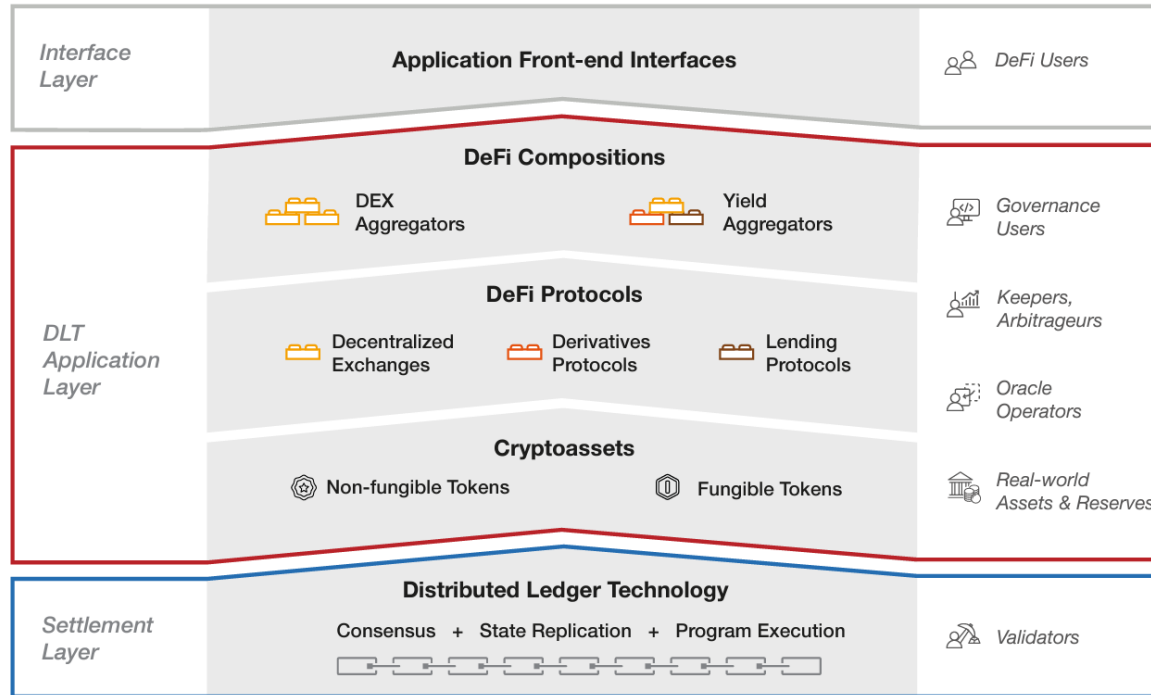 Interface
Layer
Application Front-end Interfaces
DeFi Users
DLT
Application
Layer
DeFi Compositions
DEX
Aggregators
Yield
Aggregators
DeFi Protocols
Decentralized
Exchanges
Derivatives
Protocols
Lending
Protocols
Cryptoassets
Non-fungible Tokens
Fungible Tokens
Governance
Users
Keepers,
Arbitrageurs
Oracle
Operators
Real-world
Assets & Reserves
Settlement
Layer
Distributed Ledger Technology
Consensus + State Replication + Program Execution
Validators